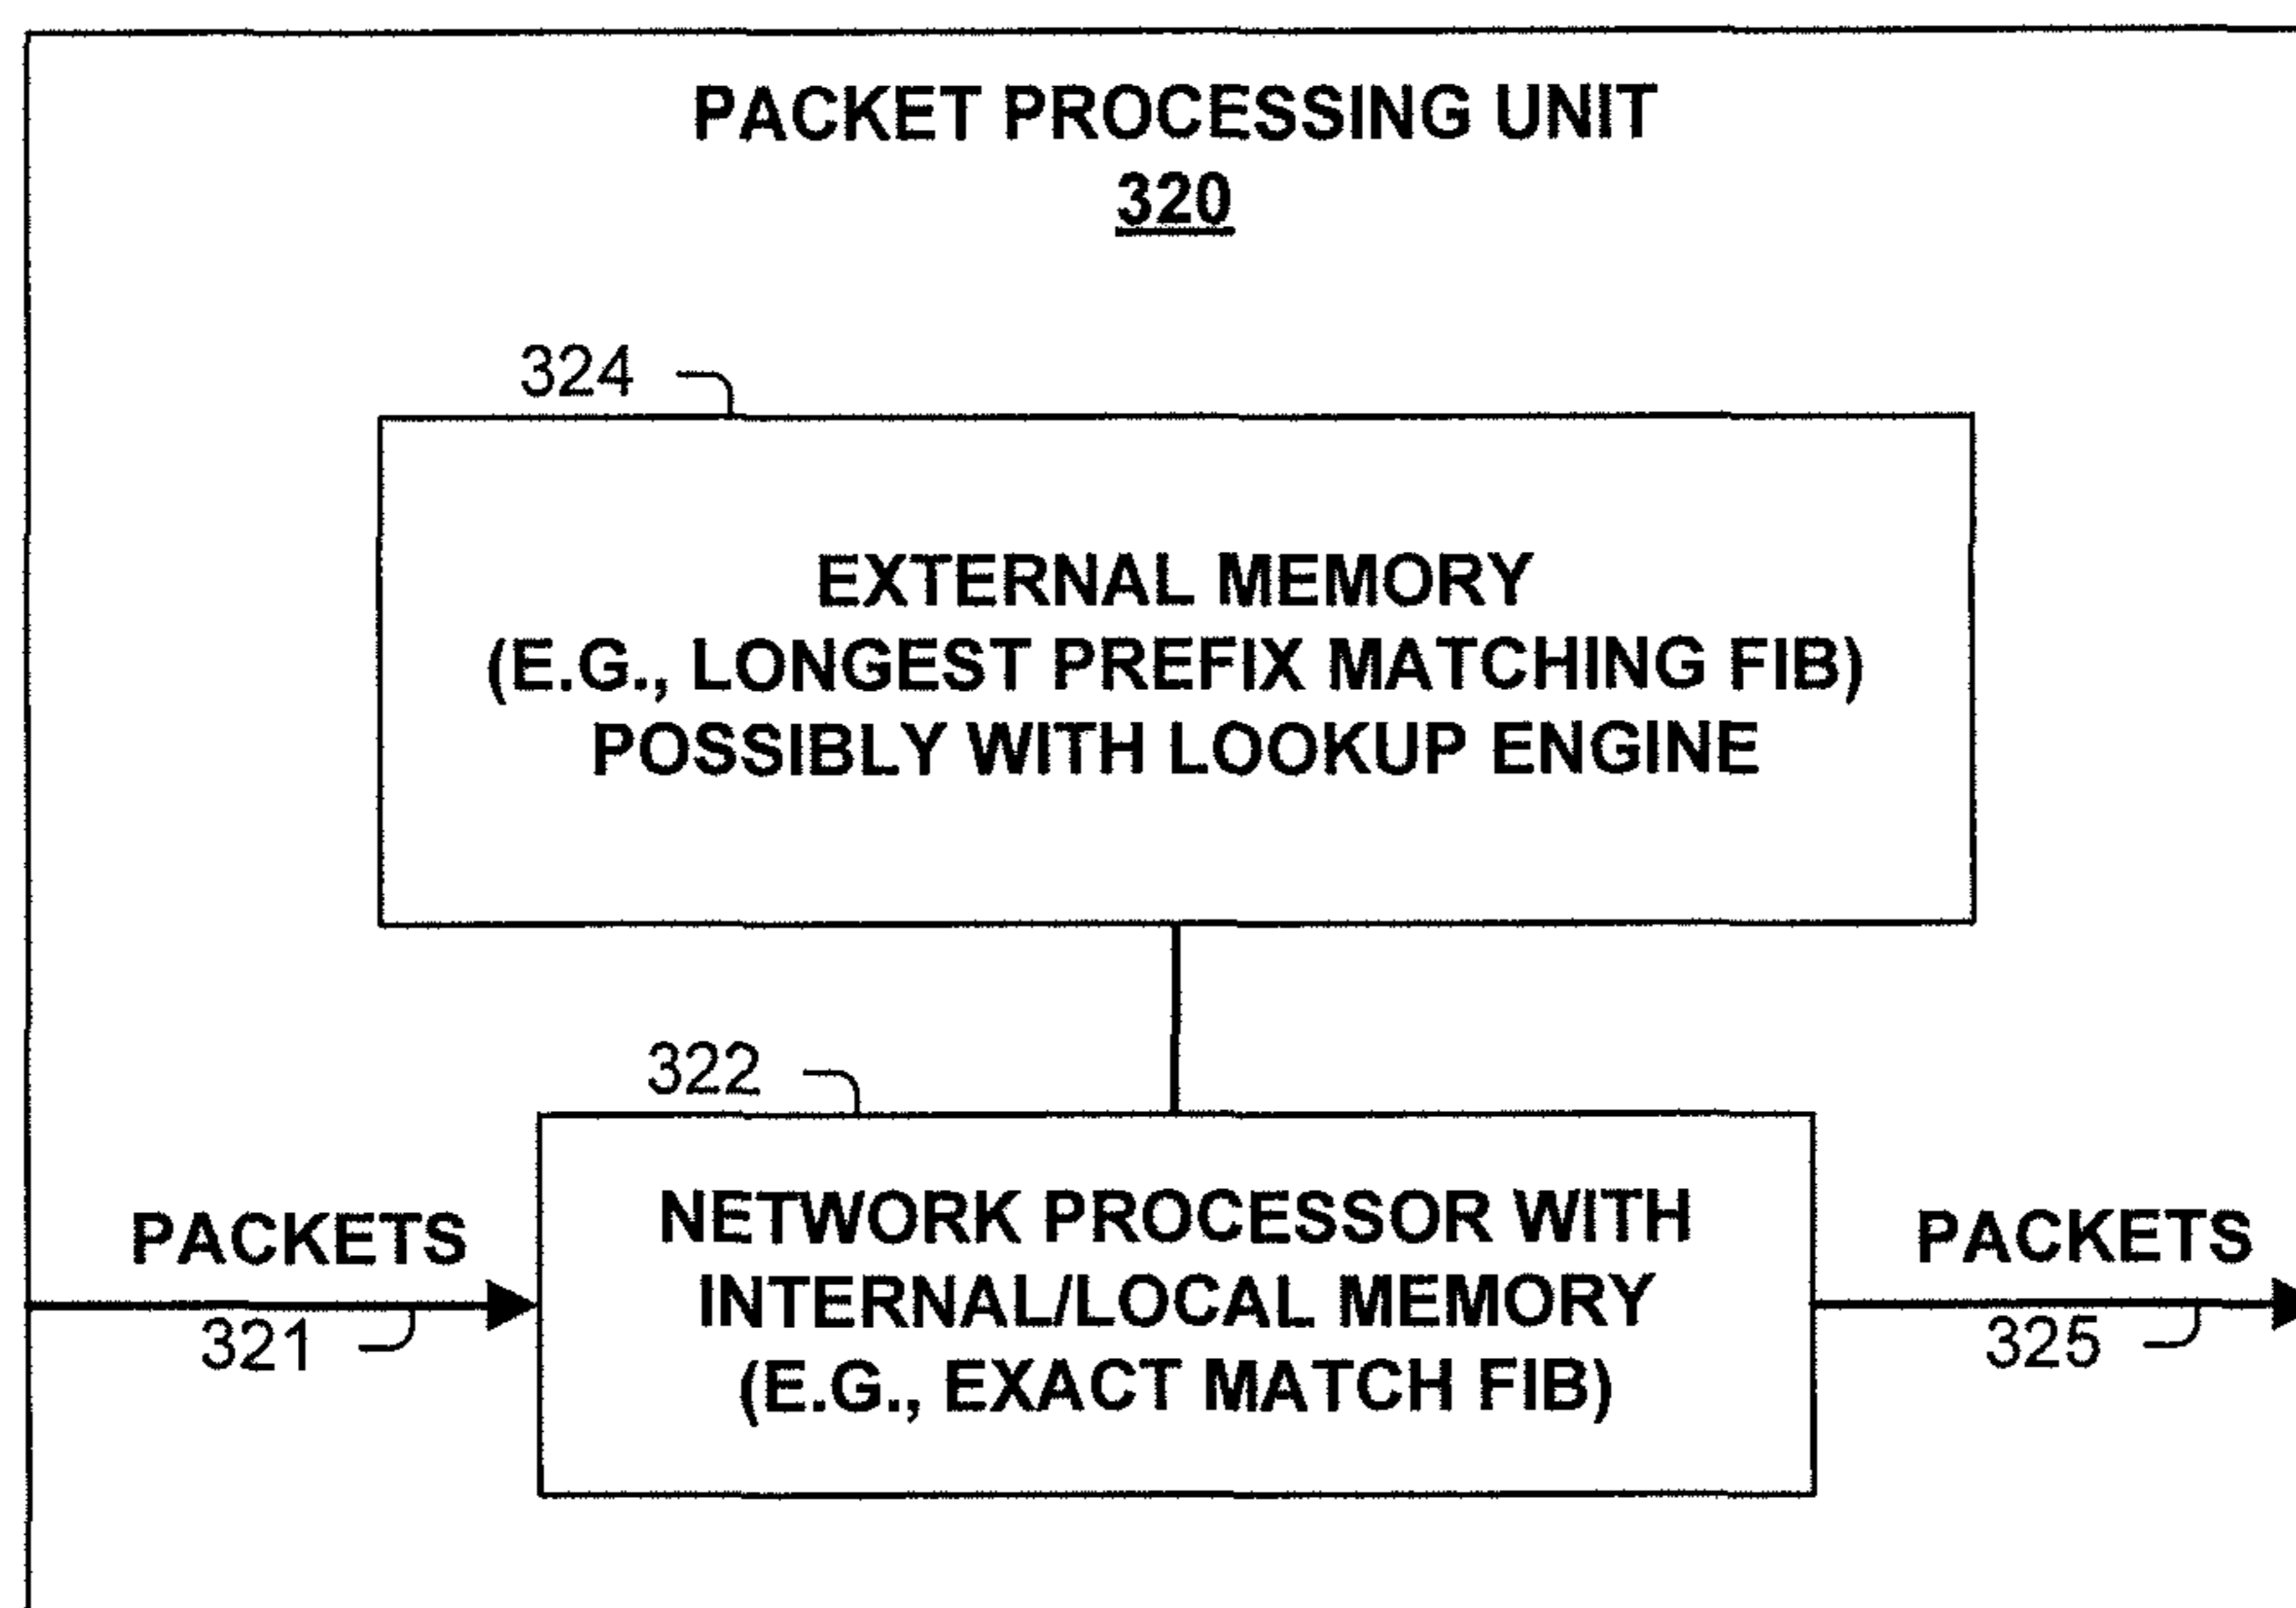 PACKET PROCESSING UNIT
320
324
EXTERNAL MEMORY
(E.G., LONGEST PREFIX MATCHING FIB)
POSSIBLY WITH LOOKUP ENGINE
322
NETWORK PROCESSOR WITH
INTERNAL/LOCAL MEMORY
(E.G., EXACT MATCH FIB)
PACKETS
321
PACKETS
325